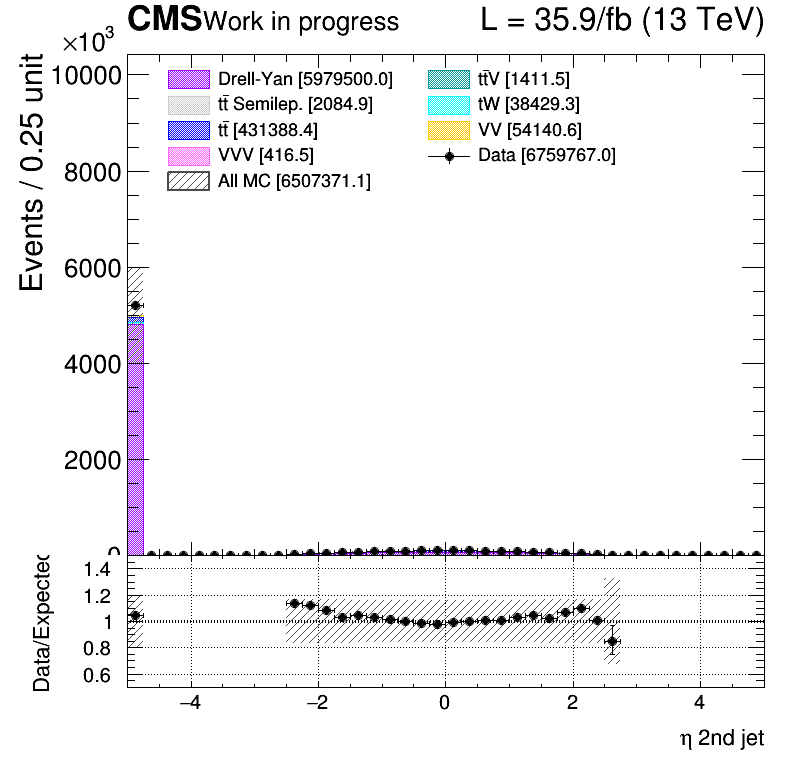 CMS Work in progress L = 35.9/fb (13 TeV)
×10³
Events / 0.25 unit
10000
8000
6000
4000
2000
0
Drell-Yan [5979500.0]
tt̄ Semilep. [2084.9]
tt̄ [431388.4]
VVV [416.5]
All MC [6507371.1]
tt̄V [1411.5]
tW [38429.3]
VV [54140.6]
Data [6759767.0]
Data/Expected
1.4
1.2
1
0.8
0.6
−4 −2 0 2 4
η 2nd jet